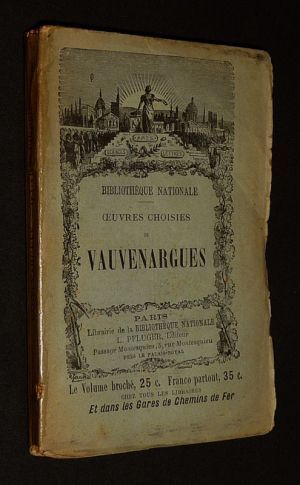 SCIENCES
LETTRES
BIBLIOTHÈQUE NATIONALE
ŒUVRES CHOISIES
DE
VAUVENARGUES
PARIS
Librairie de la BIBLIOTHÈQUE NATIONALE
L. PFLUGER, Éditeur
Passage Montesquieu, 5, rue Montesquieu
PRÈS LE PALAIS-ROYAL
Le Volume broché, 25 c. Franco partout, 35 c.
CHEZ TOUS LES LIBRAIRES
Et dans les Gares de Chemins de Fer